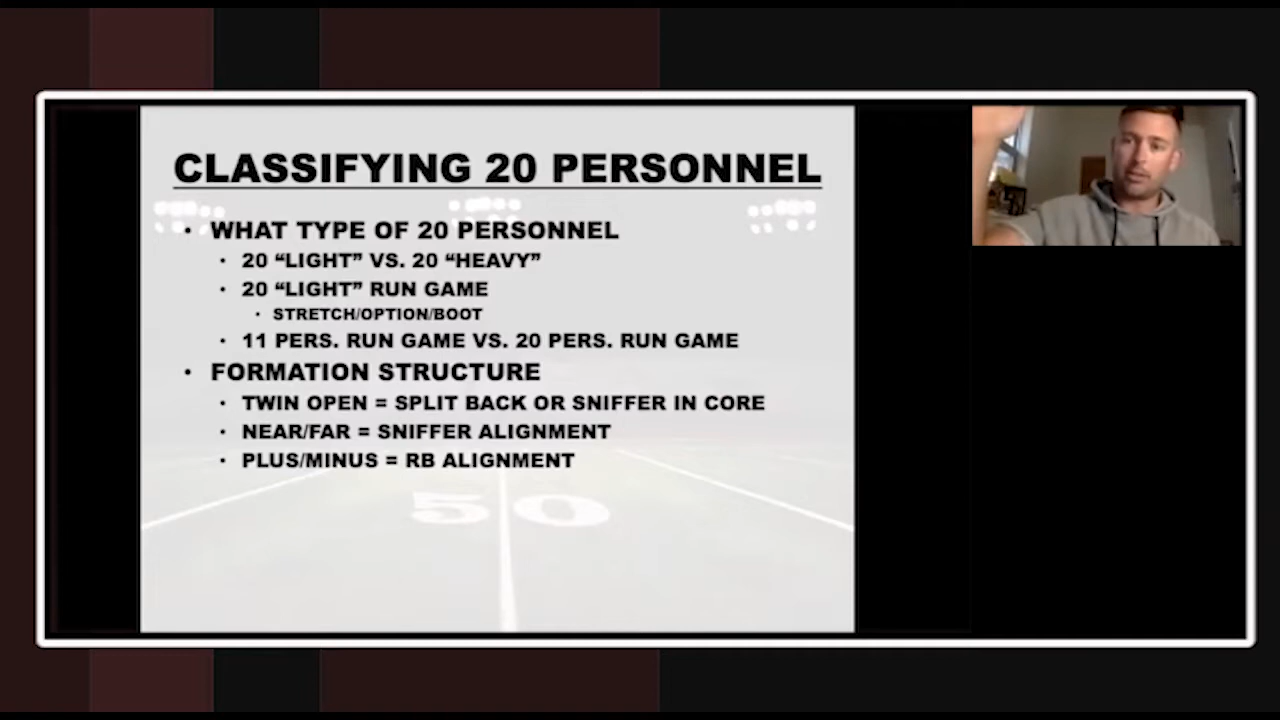 CLASSIFYING 20 PERSONNEL
• WHAT TYPE OF 20 PERSONNEL
• 20 “LIGHT” VS. 20 “HEAVY”
• 20 “LIGHT” RUN GAME
• STRETCH/OPTION/BOOT
• 11 PERS. RUN GAME VS. 20 PERS. RUN GAME
• FORMATION STRUCTURE
• TWIN OPEN = SPLIT BACK OR SNIFFER IN CORE
• NEAR/FAR = SNIFFER ALIGNMENT
• PLUS/MINUS = RB ALIGNMENT
50